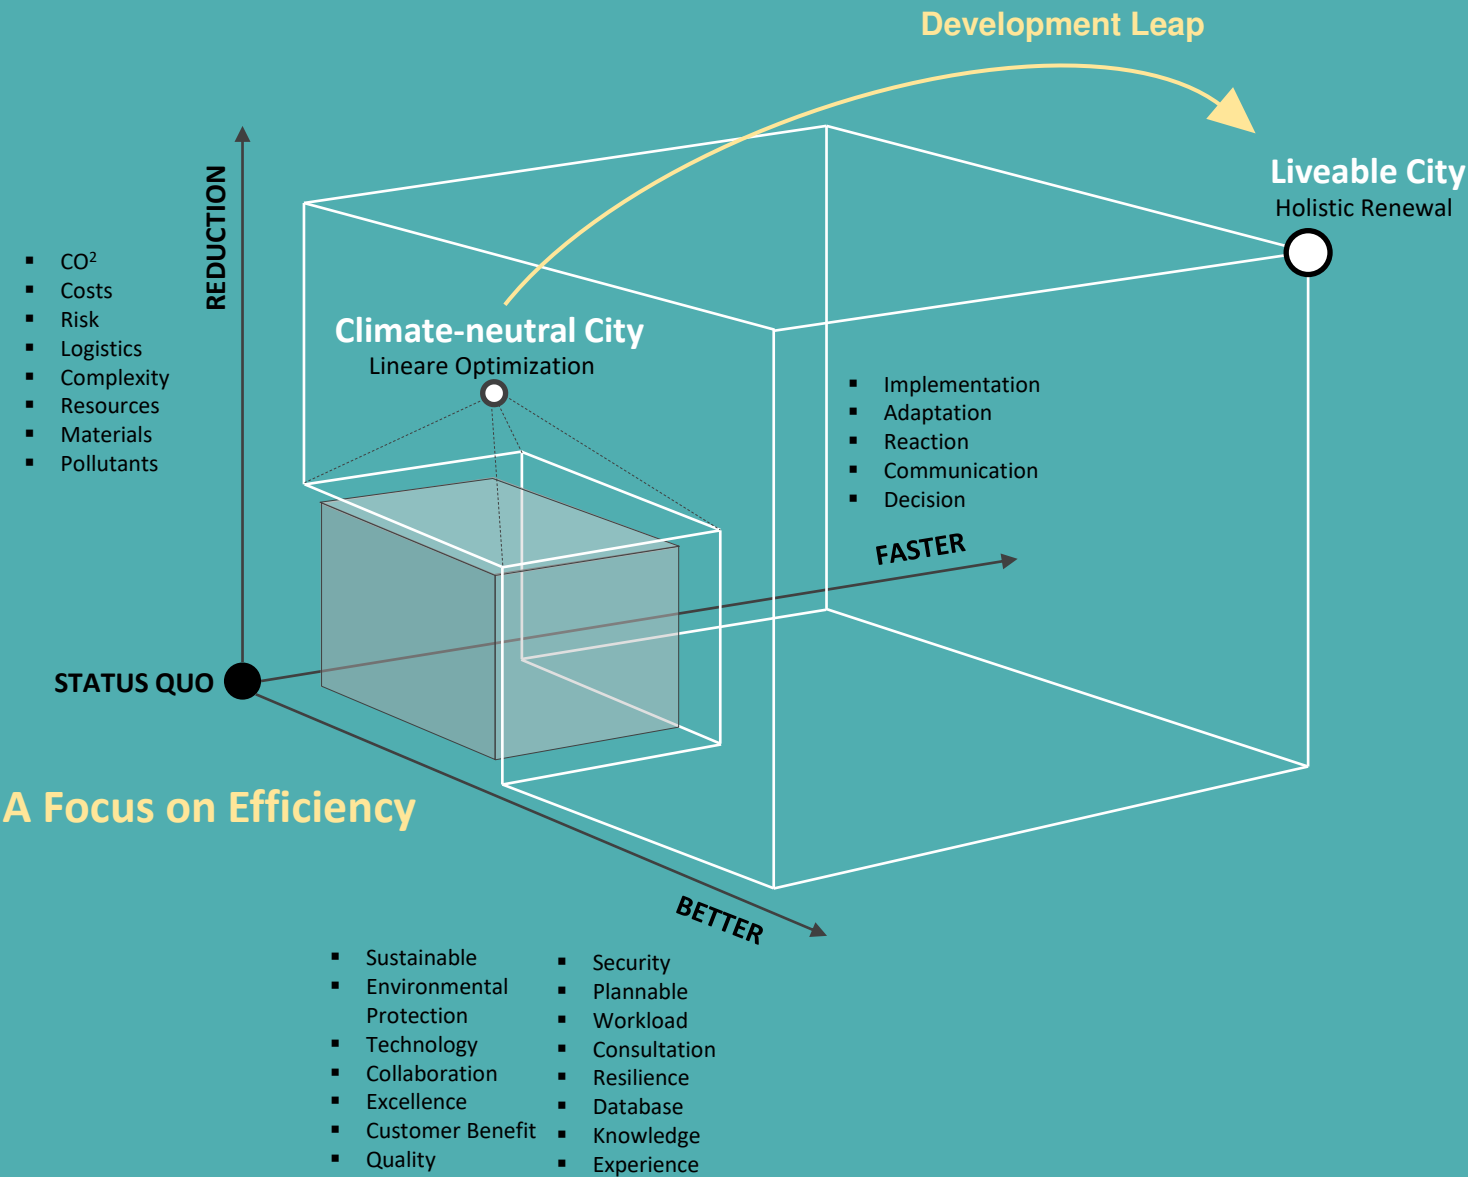 Development Leap
Liveable City
Holistic Renewal
REDUCTION
▪ CO²
▪ Costs
▪ Risk
▪ Logistics
▪ Complexity
▪ Resources
▪ Materials
▪ Pollutants
Climate-neutral City
Lineare Optimization
▪ Implementation
▪ Adaptation
▪ Reaction
▪ Communication
▪ Decision
FASTER
STATUS QUO
A Focus on Efficiency
BETTER
▪ Sustainable
▪ Environmental
Protection
▪ Technology
▪ Collaboration
▪ Excellence
▪ Customer Benefit
▪ Quality
▪ Security
▪ Plannable
▪ Workload
▪ Consultation
▪ Resilience
▪ Database
▪ Knowledge
▪ Experience